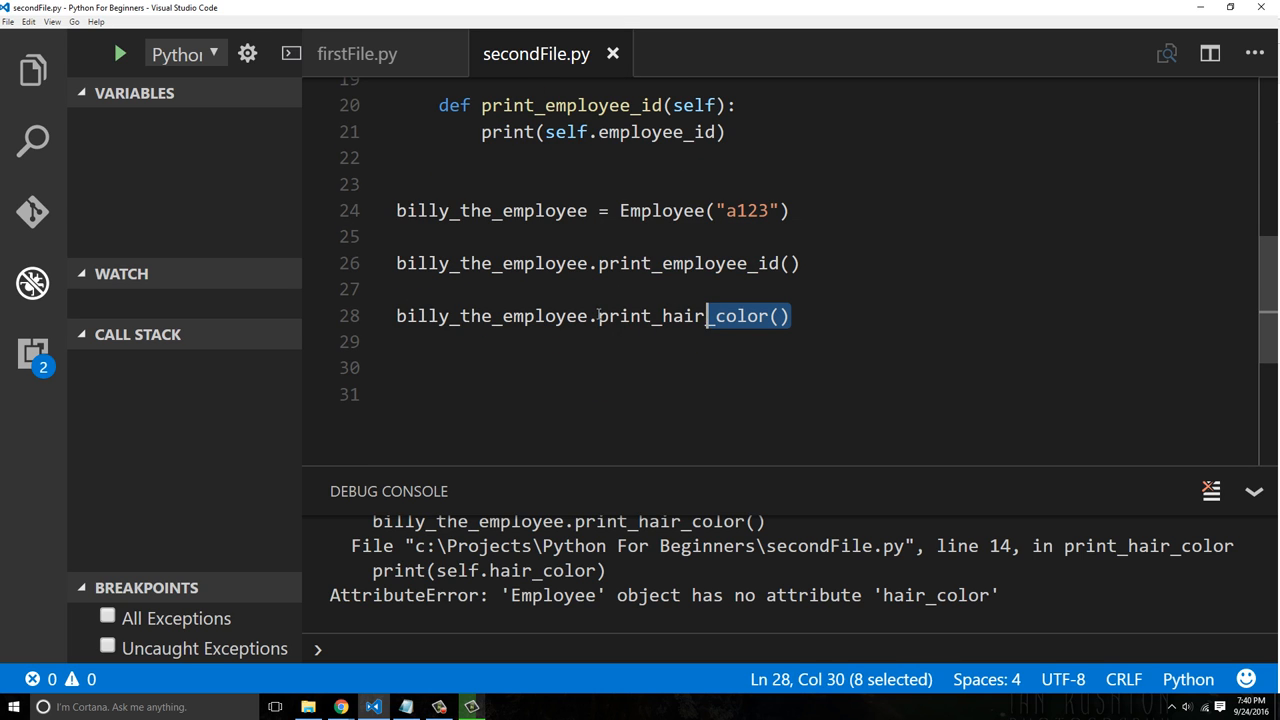 secondFile.py - Python For Beginners - Visual Studio Code
File Edit View Go Help
Python
firstFile.py
secondFile.py
VARIABLES
WATCH
CALL STACK
2
BREAKPOINTS
All Exceptions
Uncaught Exceptions
19
20 def print_employee_id(self):
21 print(self.employee_id)
22
23
24 billy_the_employee = Employee("a123")
25
26 billy_the_employee.print_employee_id()
27
28 billy_the_employee.print_hair_color()
29
30
31
DEBUG CONSOLE
billy_the_employee.print_hair_color()
File "c:\Projects\Python For Beginners\secondFile.py", line 14, in print_hair_color
print(self.hair_color)
AttributeError: 'Employee' object has no attribute 'hair_color'
0 0 Ln 28, Col 30 (8 selected) Spaces: 4 UTF-8 CRLF Python
I'm Cortana. Ask me anything.
IAN RUSHTON
7:40 PM
9/24/2016